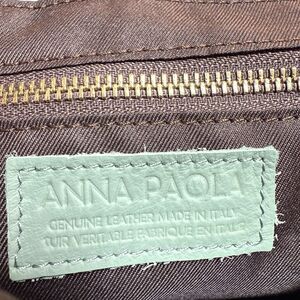 ANNA PAOLA
GENUINE LEATHER MADE IN ITALY
CUIR VERITABLE FABRIQUE EN ITALIE